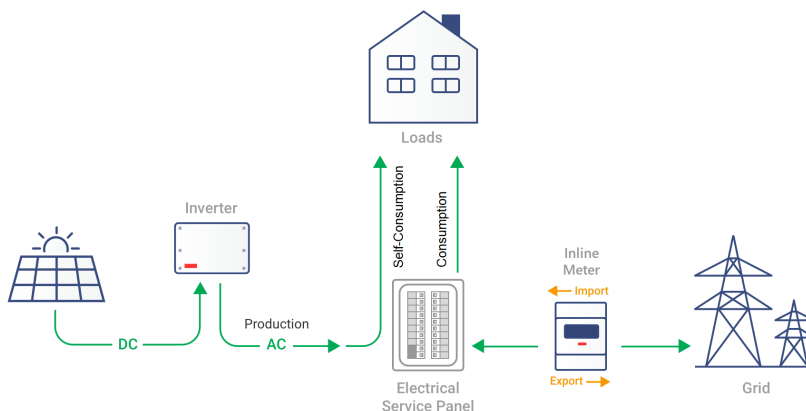 Loads
Inverter
Self-Consumption
Consumption
Inline
Meter
Import
Production
DC
AC
Export
Electrical
Service Panel
Grid